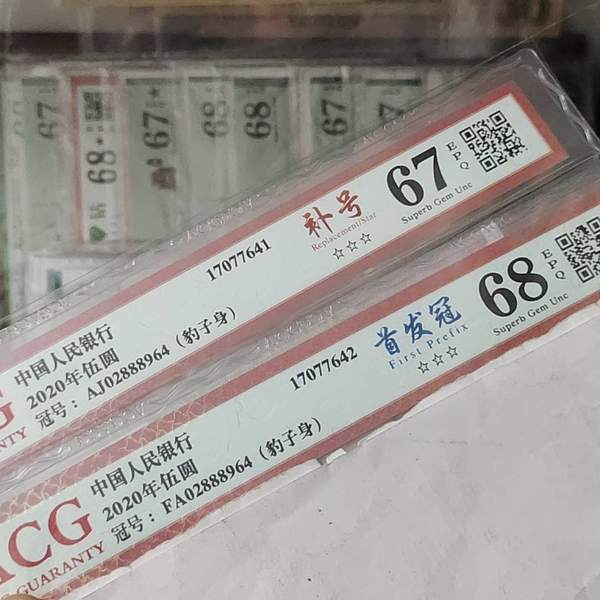 67
68
67
68
68
钻
中国人民银行
2020年伍圆
冠号：AJ02888964（豹子身）
17077641
补号
Replacement/Star
☆☆☆
67
EPQ
Superb Gem Unc
中国人民银行
2020年伍圆
冠号：FA02888964（豹子身）
17077642
首发冠
First Prefix
☆☆☆
68
EPQ
Superb Gem Unc
ACG
GUARANTY